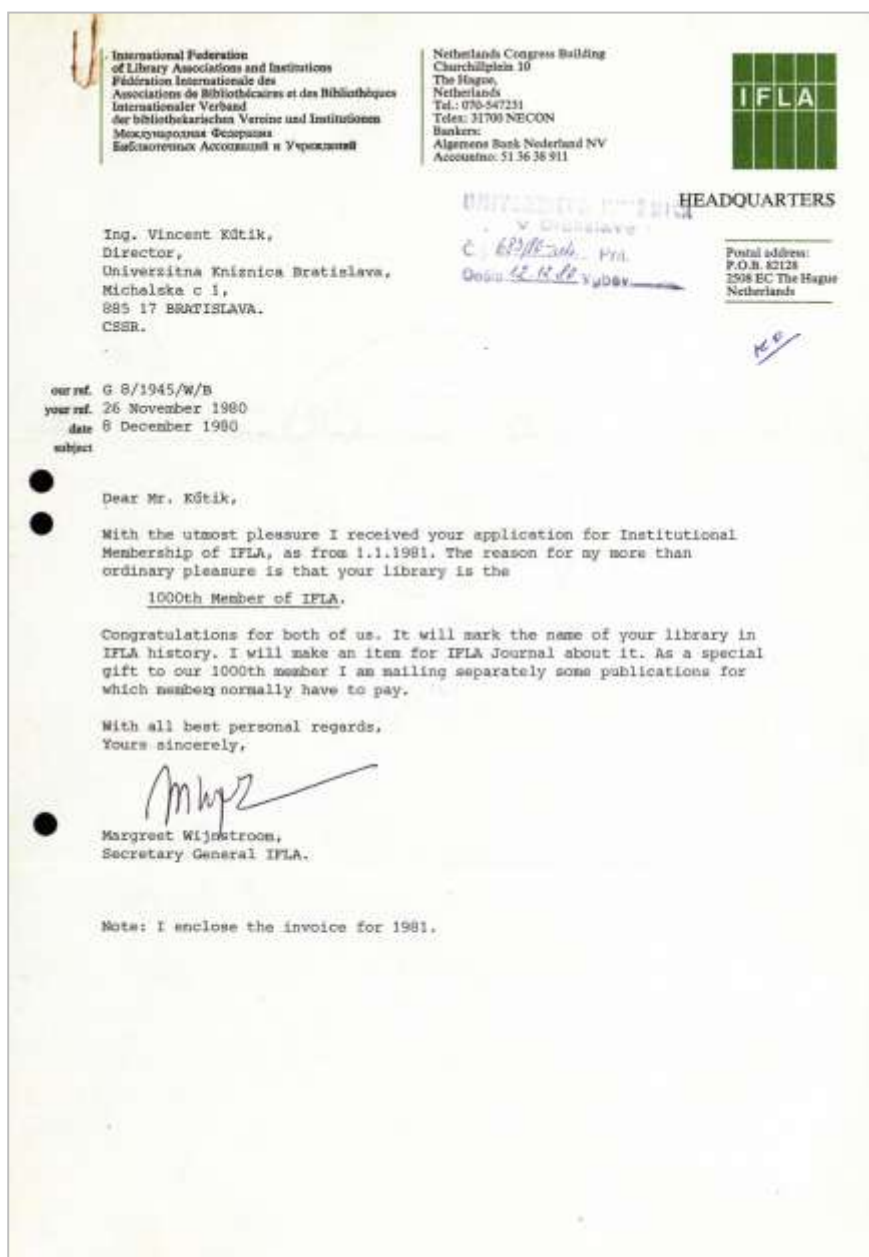 International Federation
of Library Associations and Institutions
Fédération Internationale des
Associations de Bibliothécaires et des Bibliothèques
Internationaler Verband
der bibliothekarischen Vereine und Institutionen
Международная Федерация
Библиотечных Ассоциаций и Учреждений
Netherlands Congress Building
Churchillplein 10
The Hague,
Netherlands
Tel.: 070-547231
Telex: 31700 NECON
Bankers:
Algemene Bank Nederland NV
Accountno: 51 36 38 911
IFLA
HEADQUARTERS
Postal address:
P.O.B. 82128
2508 EC The Hague
Netherlands
v Bratislave
Č.
Príl.
Došlo 12.12.80 Vybav.
Ing. Vincent Kútik,
Director,
Univerzitna Kniznica Bratislava,
Michalska c 1,
885 17 BRATISLAVA.
CSSR.
our ref. G 8/1945/W/B
your ref. 26 November 1980
date 8 December 1980
subject
Dear Mr. Kútik,
With the utmost pleasure I received your application for Institutional
Membership of IFLA, as from 1.1.1981. The reason for my more than
ordinary pleasure is that your library is the
1000th Member of IFLA.
Congratulations for both of us. It will mark the name of your library in
IFLA history. I will make an item for IFLA Journal about it. As a special
gift to our 1000th member I am mailing separately some publications for
which members normally have to pay.
With all best personal regards,
Yours sincerely,
Margreet Wijnstroom,
Secretary General IFLA.
Note: I enclose the invoice for 1981.